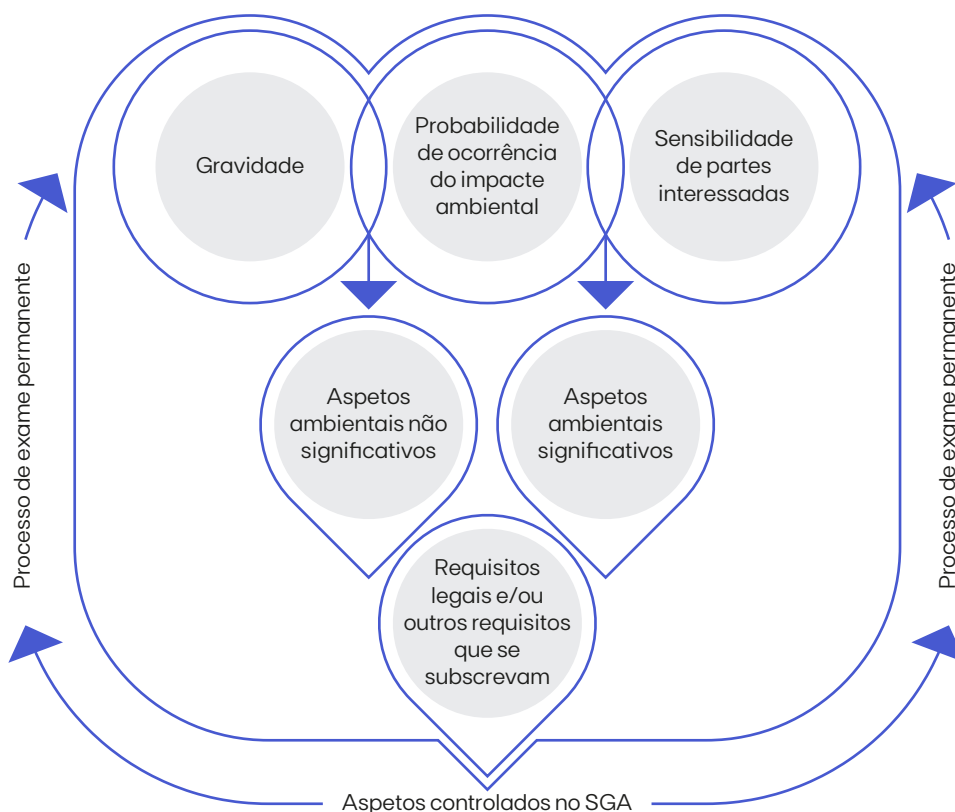 Gravidade
Probabilidade
de ocorrência
do impacte
ambiental
Sensibilidade
de partes
interessadas
Processo de exame permanente
Processo de exame permanente
Aspetos
ambientais não
significativos
Aspetos
ambientais
significativos
Requisitos
legais e/ou
outros requisitos
que se
subscrevam
Aspetos controlados no SGA